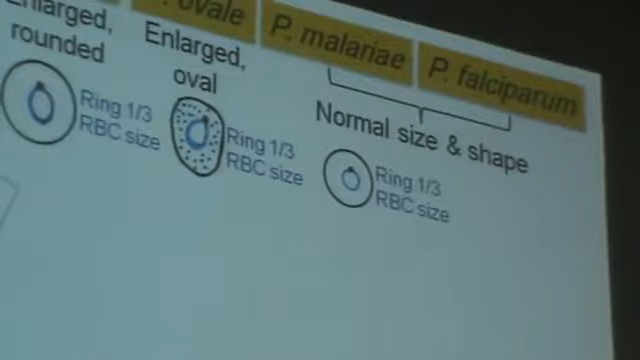 ovale
P. malariae
P. falciparum
Enlarged,
rounded
Enlarged,
oval
Normal size & shape
Ring 1/3
RBC size
Ring 1/3
RBC size
Ring 1/3
RBC size